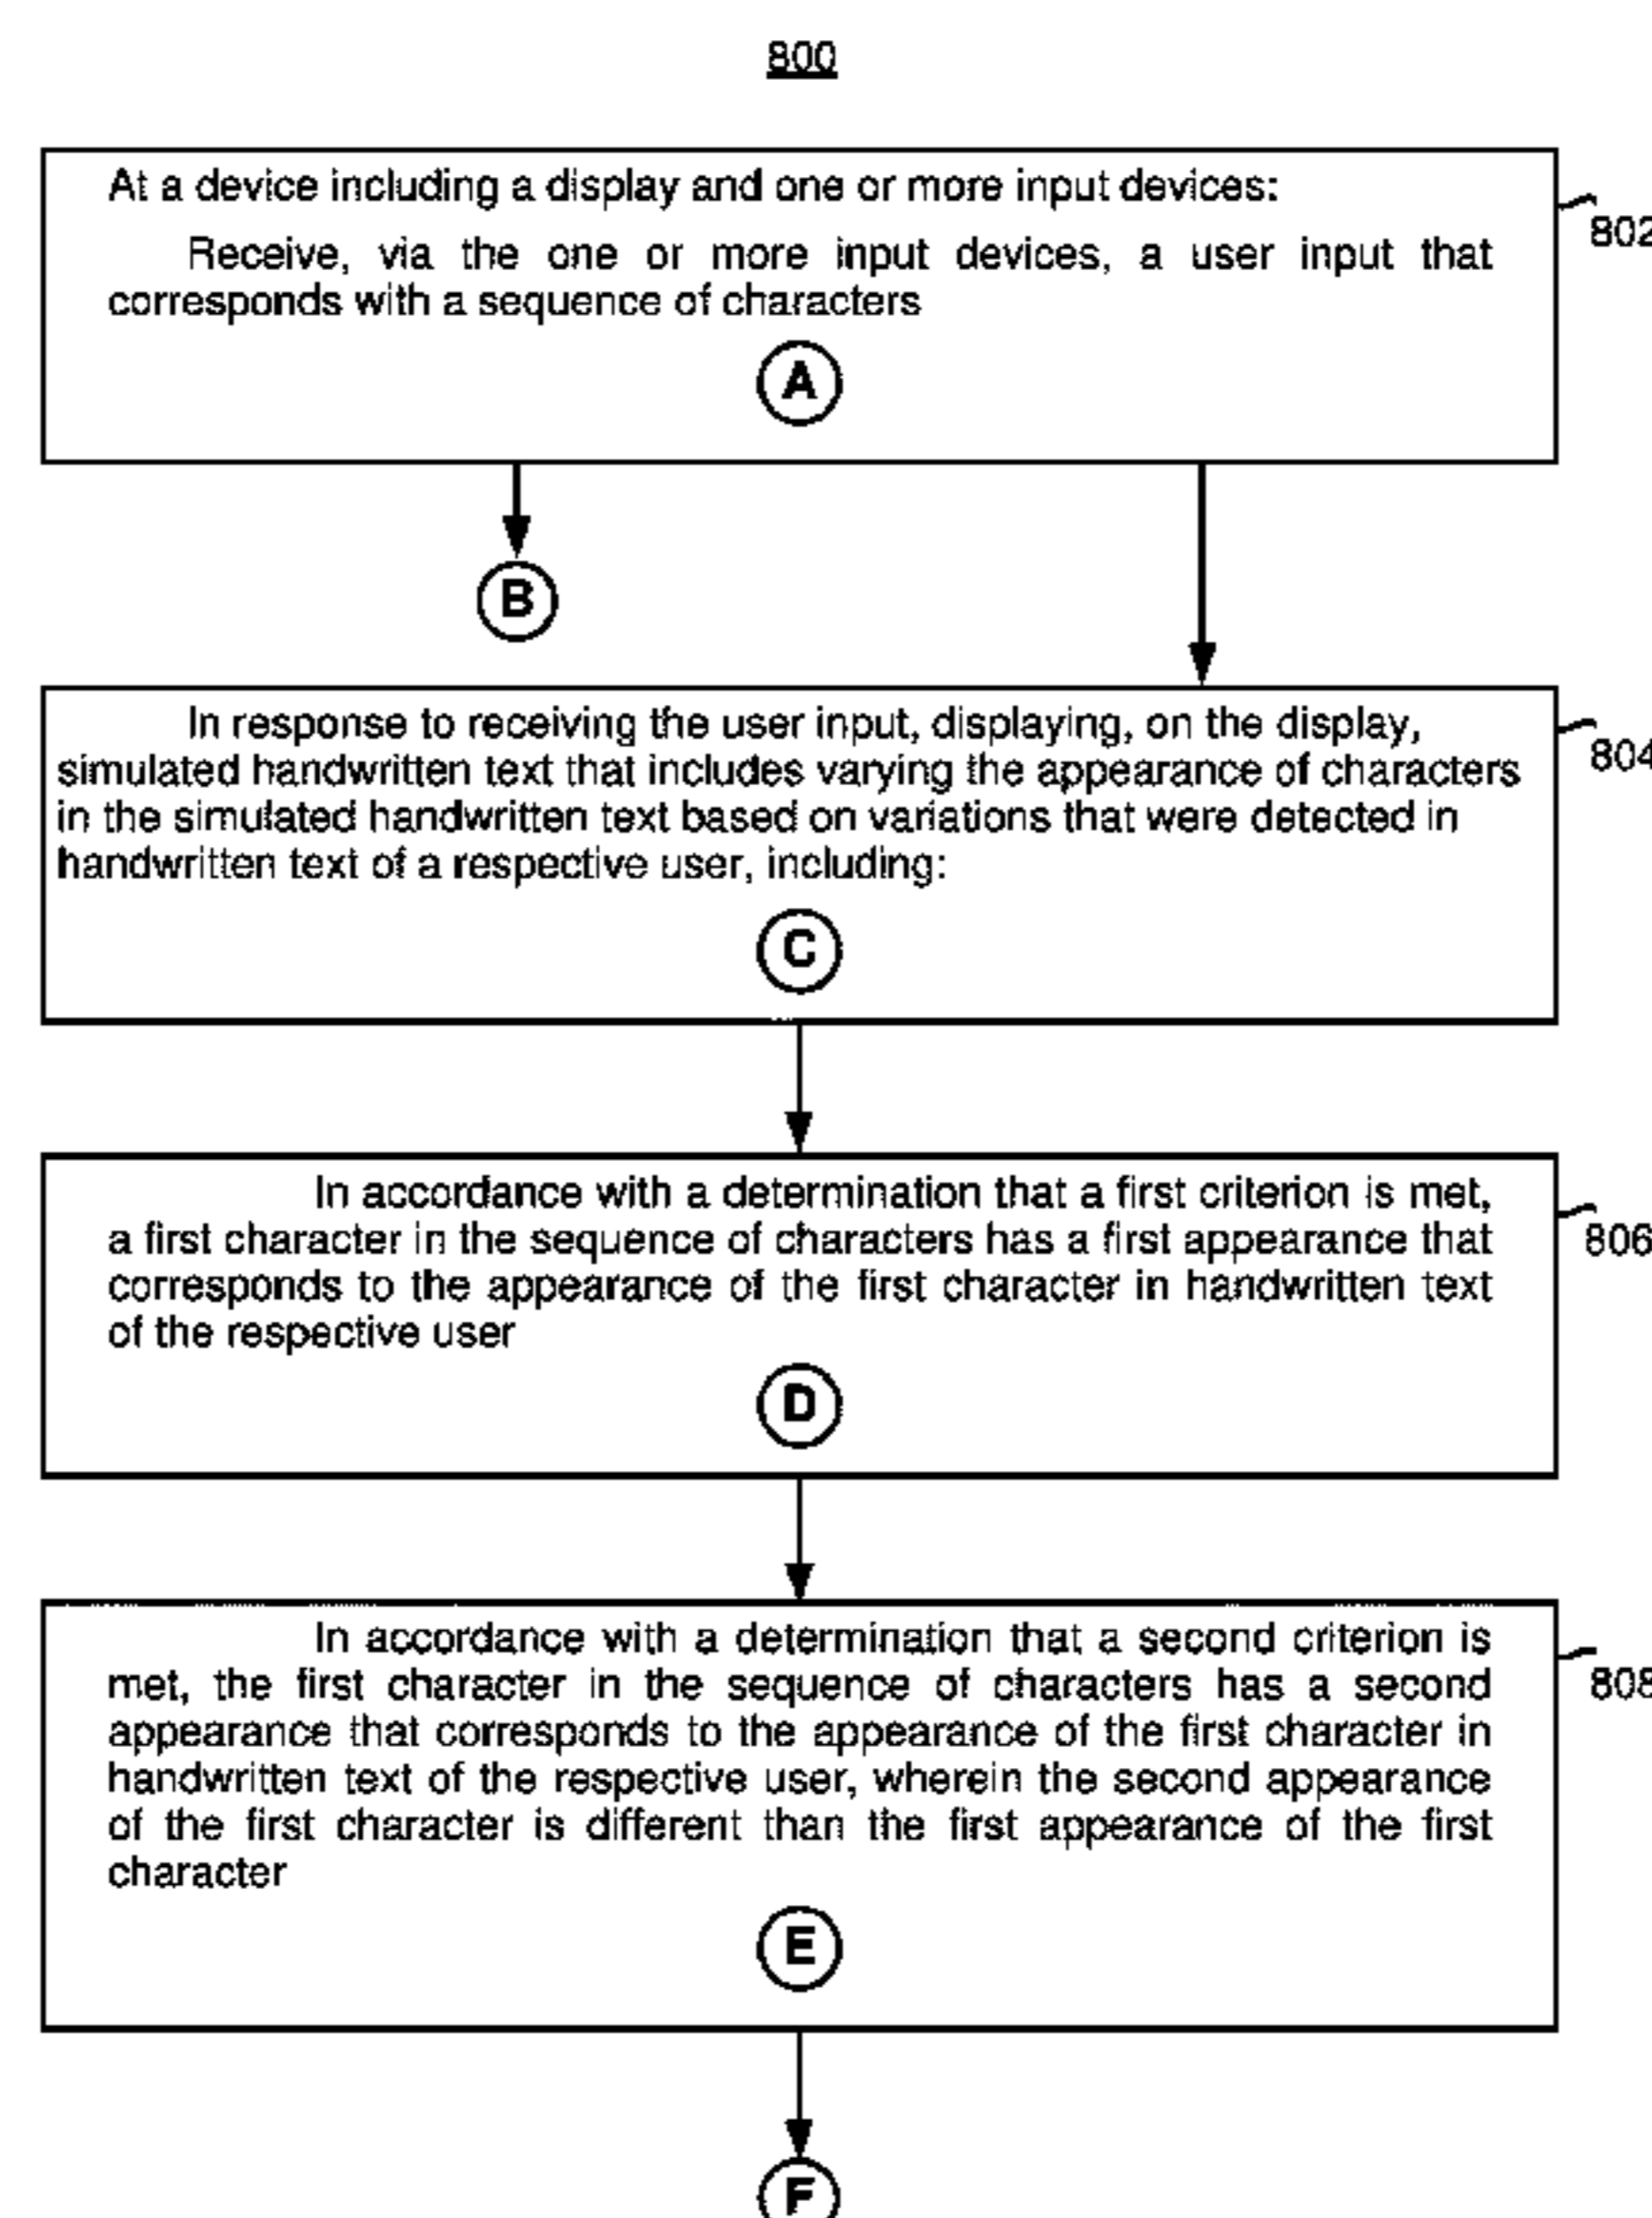 800
At a device including a display and one or more input devices:
Receive, via the one or more input devices, a user input that
corresponds with a sequence of characters
802
A
B
In response to receiving the user input, displaying, on the display,
simulated handwritten text that includes varying the appearance of characters
in the simulated handwritten text based on variations that were detected in
handwritten text of a respective user, including:
804
C
In accordance with a determination that a first criterion is met,
a first character in the sequence of characters has a first appearance that
corresponds to the appearance of the first character in handwritten text
of the respective user
806
D
In accordance with a determination that a second criterion is
met, the first character in the sequence of characters has a second
appearance that corresponds to the appearance of the first character in
handwritten text of the respective user, wherein the second appearance
of the first character is different than the first appearance of the first
character
808
E
F